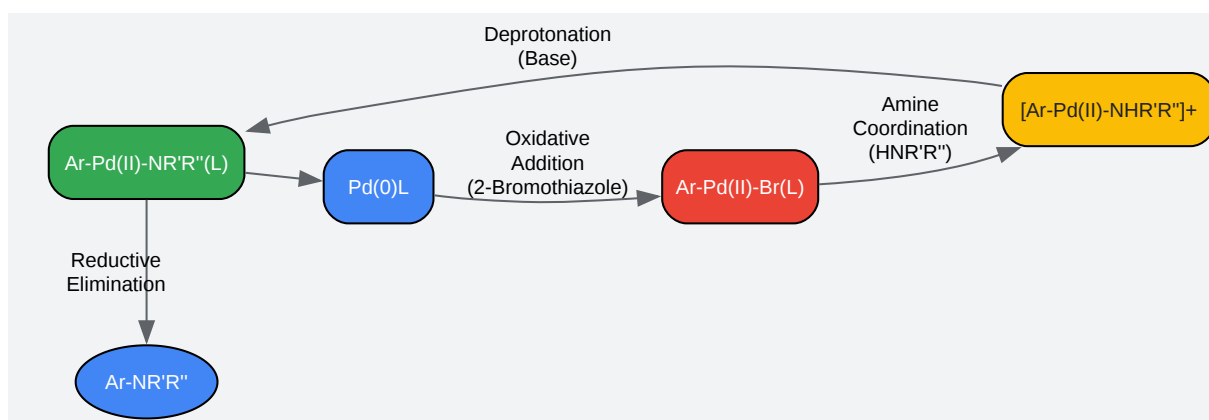 Deprotonation
(Base)
[Ar-Pd(II)-NHR'R"]+
Amine
Coordination
(HNR'R")
Oxidative
Addition
(2-Bromothiazole)
Ar-Pd(II)-NR'R"(L)
Pd(0)L
Ar-Pd(II)-Br(L)
Reductive
Elimination
Ar-NR'R"